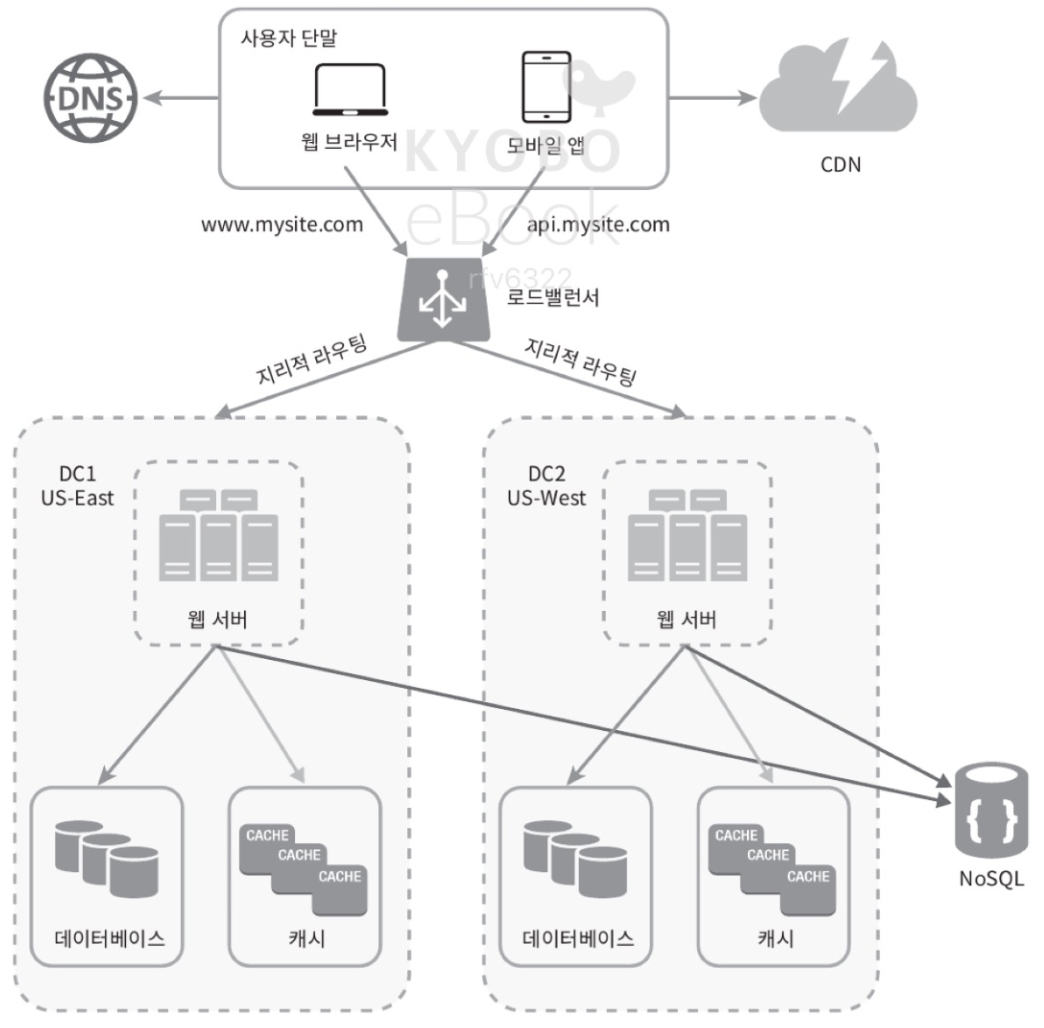 사용자 단말
DNS
웹 브라우저
모바일 앱
KYOBO
eBook
rfv6322
CDN
www.mysite.com
api.mysite.com
로드밸런서
지리적 라우팅
지리적 라우팅
DC1
US-East
웹 서버
DC2
US-West
웹 서버
CACHE
CACHE
CACHE
데이터베이스
캐시
CACHE
CACHE
CACHE
데이터베이스
캐시
{ }
NoSQL